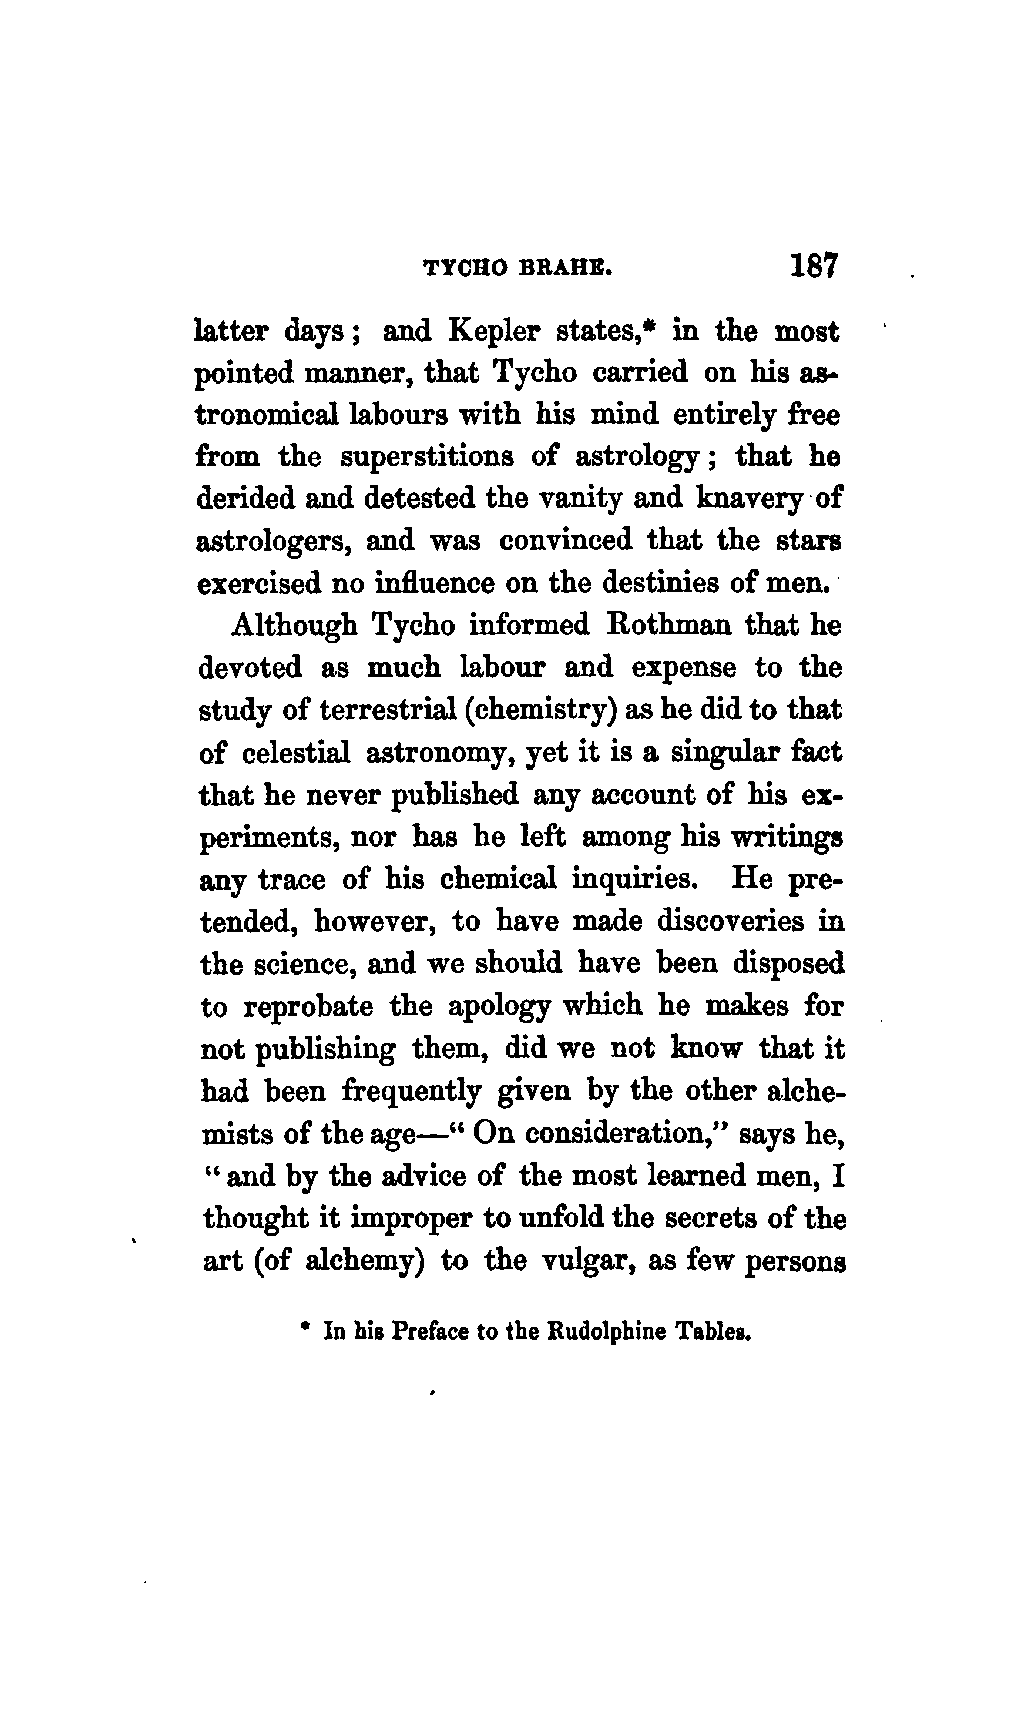 TYCHO BRAHE. 187
latter days; and Kepler states,* in the most
pointed manner, that Tycho carried on his as-
tronomical labours with his mind entirely free
from the superstitions of astrology; that he
derided and detested the vanity and knavery of
astrologers, and was convinced that the stars
exercised no influence on the destinies of men.
Although Tycho informed Rothman that he
devoted as much labour and expense to the
study of terrestrial (chemistry) as he did to that
of celestial astronomy, yet it is a singular fact
that he never published any account of his ex-
periments, nor has he left among his writings
any trace of his chemical inquiries. He pre-
tended, however, to have made discoveries in
the science, and we should have been disposed
to reprobate the apology which he makes for
not publishing them, did we not know that it
had been frequently given by the other alche-
mists of the age—“ On consideration,” says he,
“ and by the advice of the most learned men, I
thought it improper to unfold the secrets of the
art (of alchemy) to the vulgar, as few persons
* In his Preface to the Rudolphine Tables.